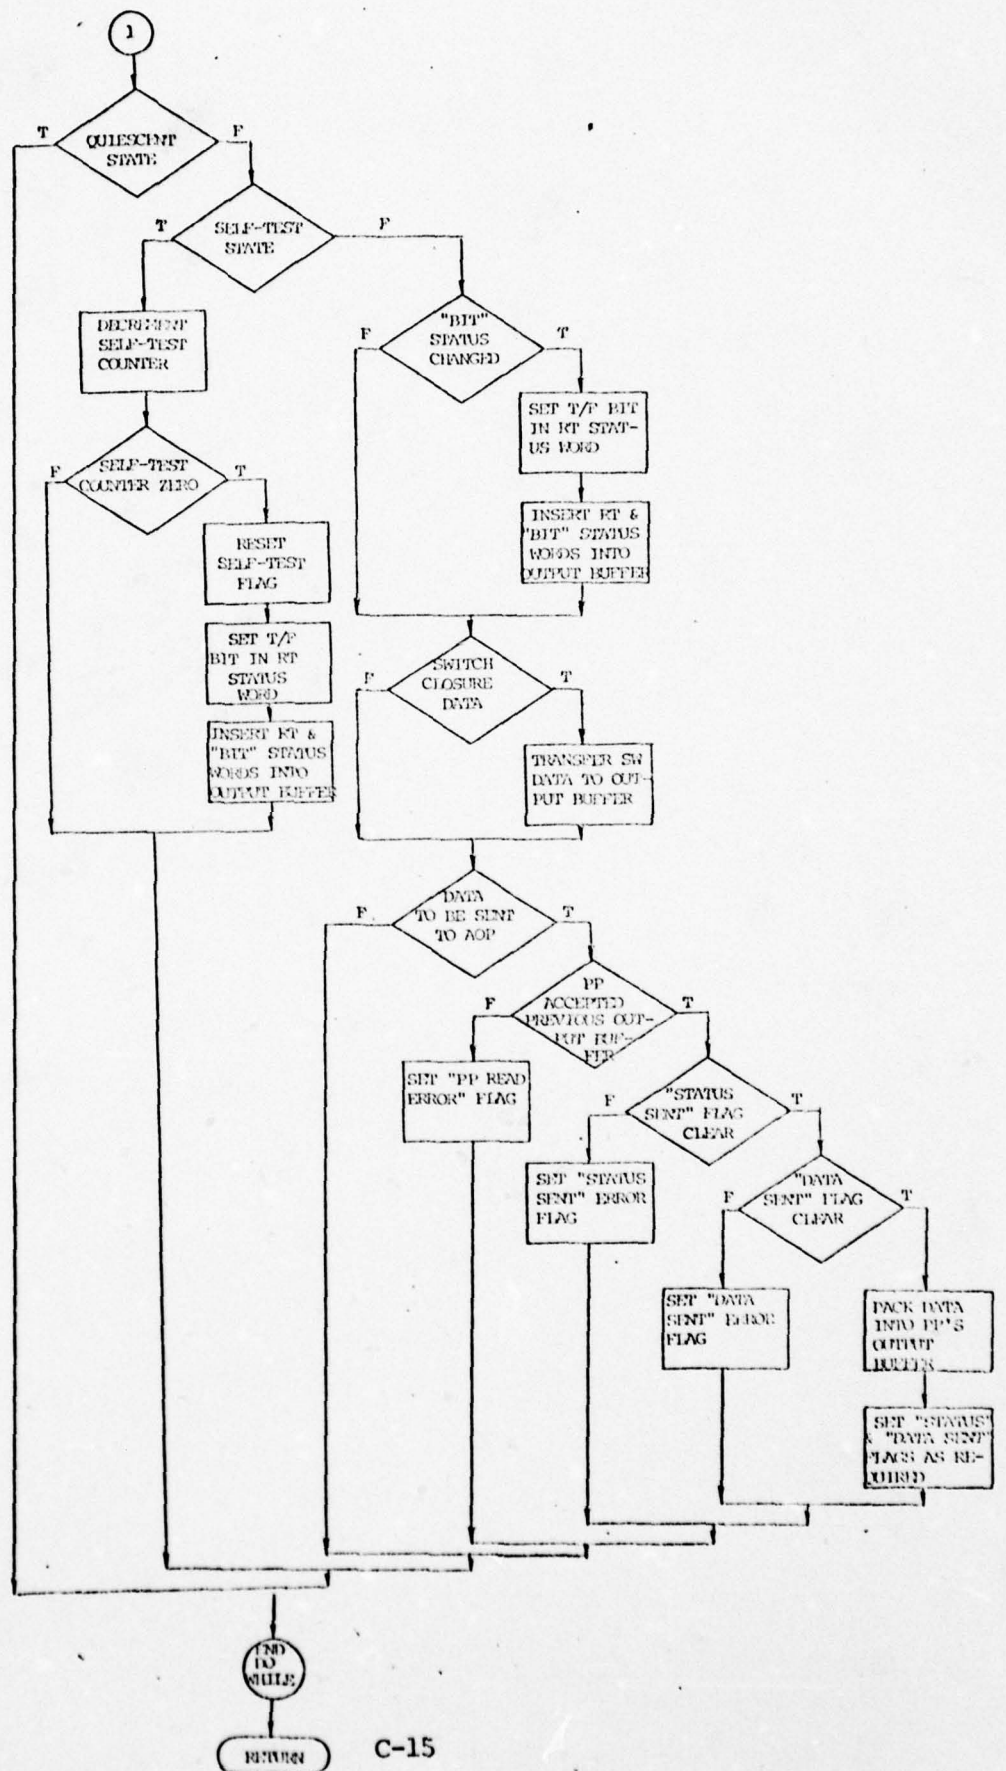 1
T
QUIESCENT
STATE
F
T
SELF-TEST
STATE
F
DECREMENT
SELF-TEST
COUNTER
F
"BIT"
STATUS
CHANGED
T
SET T/F BIT
IN RT STAT-
US WORD
F
SELF-TEST
COUNTER ZERO
T
INSERT RT &
"BIT" STATUS
WORDS INTO
OUTPUT BUFFER
RESET
SELF-TEST
FLAG
SET T/F
BIT IN RT
STATUS
WORD
F
SWITCH
CLOSURE
DATA
T
INSERT RT &
"BIT" STATUS
WORDS INTO
OUTPUT BUFFER
TRANSFER SW
DATA TO OUT-
PUT BUFFER
F
DATA
TO BE SENT
TO AOP
T
F
PP
ACCEPTED
PREVIOUS OUT-
PUT BUF-
FER
T
SET "PP READ
ERROR" FLAG
F
"STATUS
SENT" FLAG
CLEAR
T
SET "STATUS
SENT" ERROR
FLAG
F
"DATA
SENT" FLAG
CLEAR
T
SET "DATA
SENT" ERROR
FLAG
PACK DATA
INTO PP'S
OUTPUT
BUFFER
SET "STATUS"
& "DATA SENT"
FLAGS AS RE-
QUIRED
END
DO
WHILE
RETURN
C-15